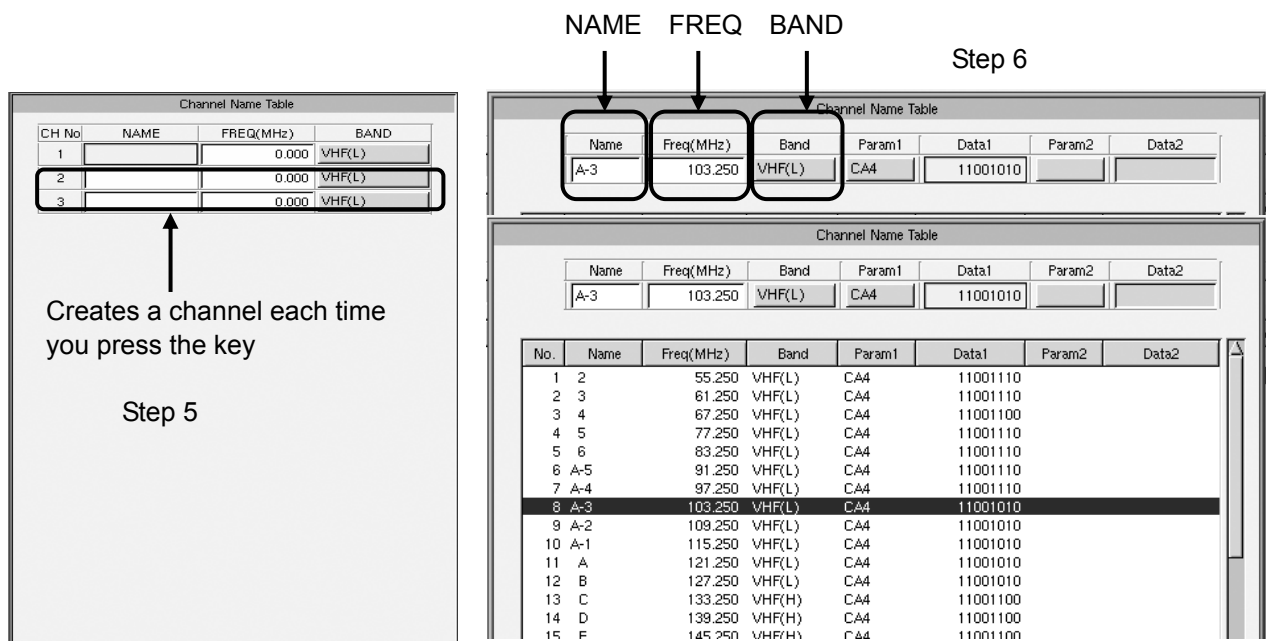 NAME FREQ BAND
Step 6
Channel Name Table
CH No NAME FREQ(MHz) BAND
1 0.000 VHF(L)
2 0.000 VHF(L)
3 0.000 VHF(L)
Creates a channel each time
you press the key
Step 5
Channel Name Table
Name Freq(MHz) Band Param1 Data1 Param2 Data2
A-3 103.250 VHF(L) CA4 11001010
Channel Name Table
Name Freq(MHz) Band Param1 Data1 Param2 Data2
A-3 103.250 VHF(L) CA4 11001010
No. Name Freq(MHz) Band Param1 Data1 Param2 Data2
1 2 55.250 VHF(L) CA4 11001110
2 3 61.250 VHF(L) CA4 11001110
3 4 67.250 VHF(L) CA4 11001100
4 5 77.250 VHF(L) CA4 11001110
5 6 83.250 VHF(L) CA4 11001110
6 A-5 91.250 VHF(L) CA4 11001110
7 A-4 97.250 VHF(L) CA4 11001110
8 A-3 103.250 VHF(L) CA4 11001010
9 A-2 109.250 VHF(L) CA4 11001010
10 A-1 115.250 VHF(L) CA4 11001010
11 A 121.250 VHF(L) CA4 11001010
12 B 127.250 VHF(L) CA4 11001010
13 C 133.250 VHF(H) CA4 11001100
14 D 139.250 VHF(H) CA4 11001100
15 145.250 VHF(H) CA4 11001100